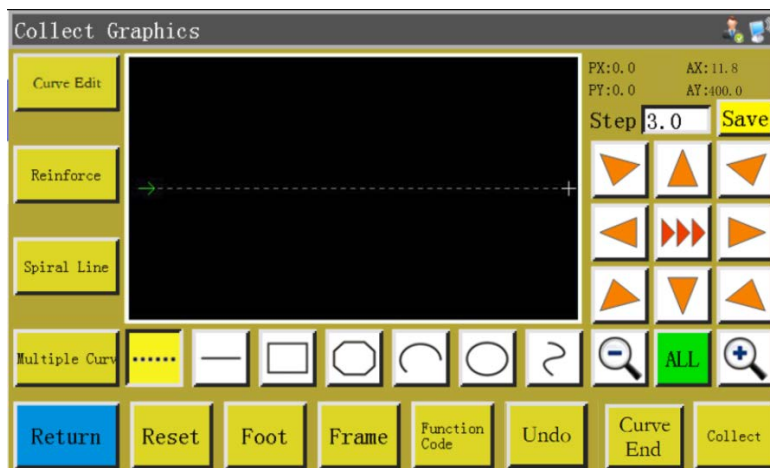 Collect Graphics
Curve Edit
PX:0.0 AX:11.8
PY:0.0 AY:400.0
Step 3.0 Save
Reinforce
Spiral Line
Multiple Curv
ALL
Return Reset Foot Frame Function Code Undo Curve End Collect